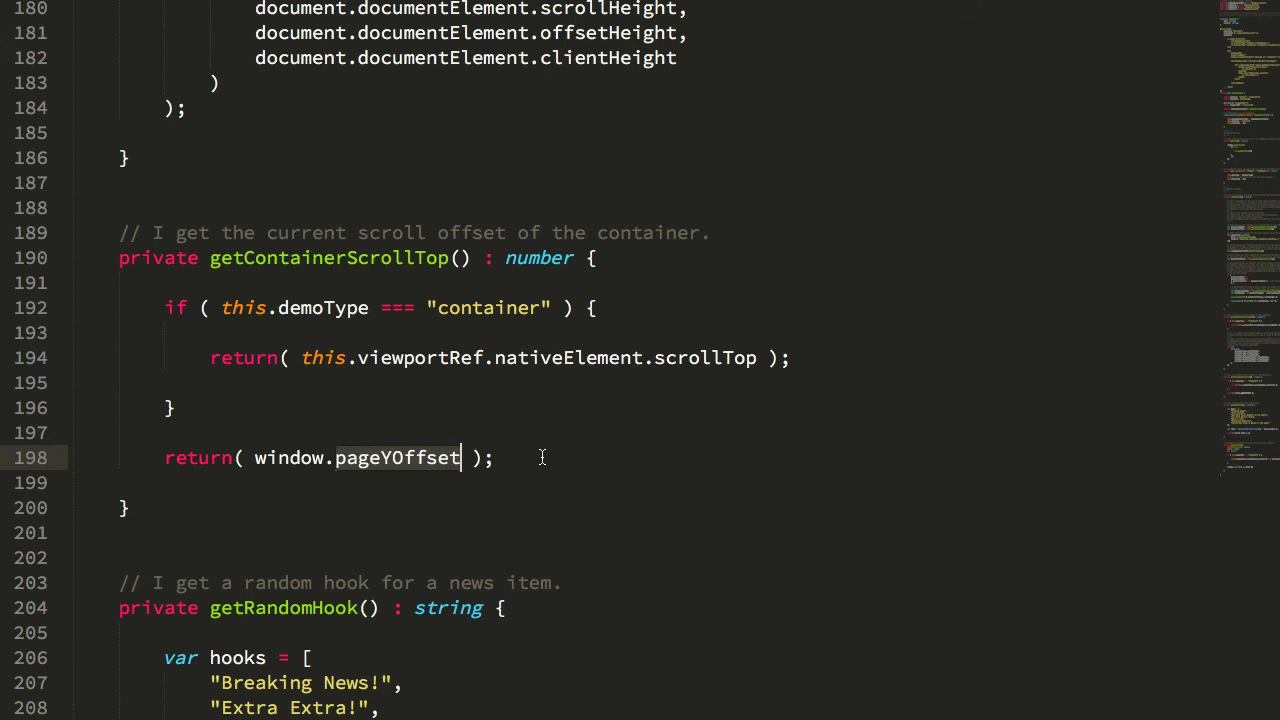 180 document.documentElement.scrollHeight,
181 document.documentElement.offsetHeight,
182 document.documentElement.clientHeight
183 )
184 );
185
186 }
187
188
189 // I get the current scroll offset of the container.
190 private getContainerScrollTop() : number {
191
192 if ( this.demoType === "container" ) {
193
194 return( this.viewportRef.nativeElement.scrollTop );
195
196 }
197
198 return( window.pageYOffset );
199
200 }
201
202
203 // I get a random hook for a news item.
204 private getRandomHook() : string {
205
206 var hooks = [
207 "Breaking News!",
208 "Extra Extra!",